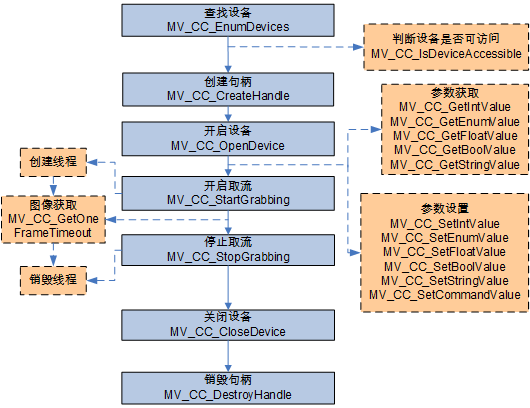 查找设备
MV_CC_EnumDevices
判断设备是否可访问
MV_CC_IsDeviceAccessible
创建句柄
MV_CC_CreateHandle
参数获取
MV_CC_GetIntValue
MV_CC_GetEnumValue
MV_CC_GetFloatValue
MV_CC_GetBoolValue
MV_CC_GetStringValue
开启设备
MV_CC_OpenDevice
创建线程
开启取流
MV_CC_StartGrabbing
图像获取
MV_CC_GetOne
FrameTimeout
参数设置
MV_CC_SetIntValue
MV_CC_SetEnumValue
MV_CC_SetFloatValue
MV_CC_SetBoolValue
MV_CC_SetStringValue
MV_CC_SetCommandValue
停止取流
MV_CC_StopGrabbing
销毁线程
关闭设备
MV_CC_CloseDevice
销毁句柄
MV_CC_DestroyHandle